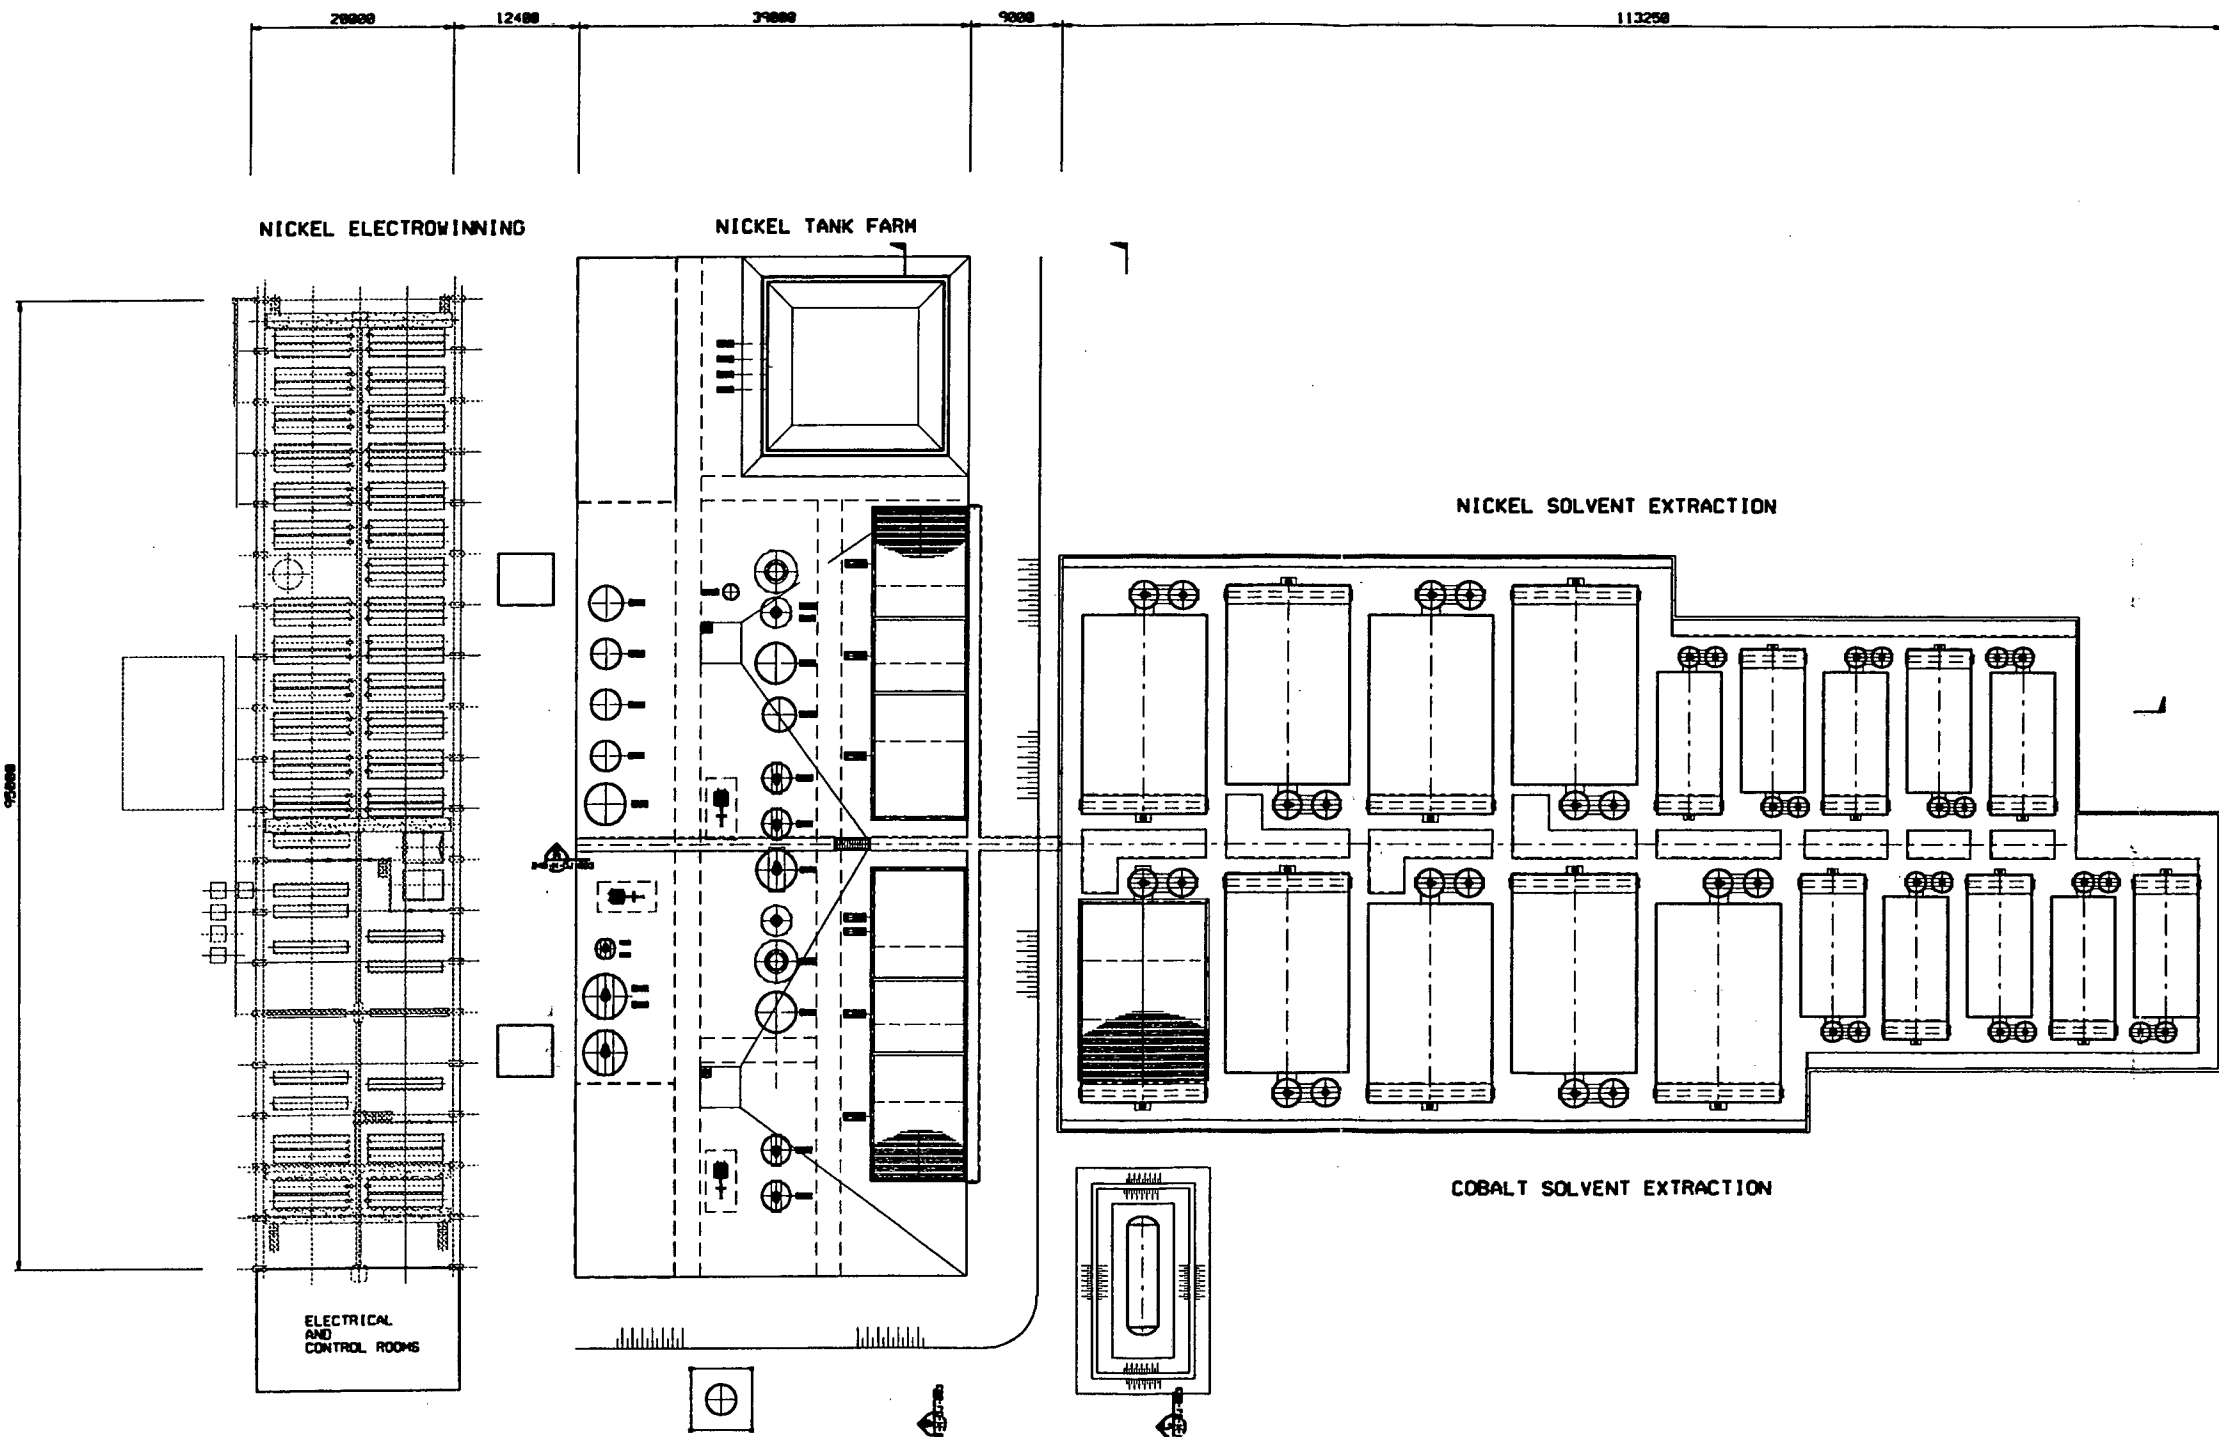 20000
12400
39000
9000
113250
NICKEL ELECTROWINNING
NICKEL TANK FARM
NICKEL SOLVENT EXTRACTION
95000
COBALT SOLVENT EXTRACTION
ELECTRICAL
AND
CONTROL ROOMS